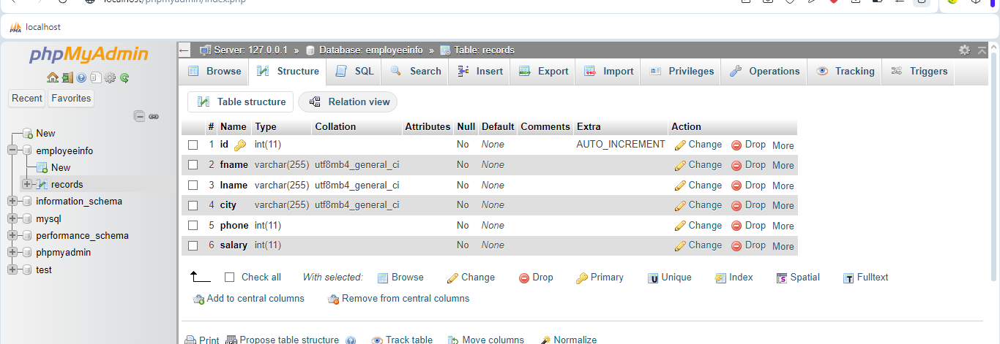 localhost/phpmyadmin/index.php
PMA localhost
phpMyAdmin
Recent Favorites
New
employeeinfo
New
records
information_schema
mysql
performance_schema
phpmyadmin
test
Server: 127.0.0.1 » Database: employeeinfo » Table: records
Browse Structure SQL Search Insert Export Import Privileges Operations Tracking Triggers
Table structure Relation view
# Name Type Collation Attributes Null Default Comments Extra Action
1 id int(11) No None AUTO_INCREMENT Change Drop More
2 fname varchar(255) utf8mb4_general_ci No None Change Drop More
3 lname varchar(255) utf8mb4_general_ci No None Change Drop More
4 city varchar(255) utf8mb4_general_ci No None Change Drop More
5 phone int(11) No None Change Drop More
6 salary int(11) No None Change Drop More
Check all With selected: Browse Change Drop Primary Unique Index Spatial Fulltext
Add to central columns Remove from central columns
Print Propose table structure Track table Move columns Normalize